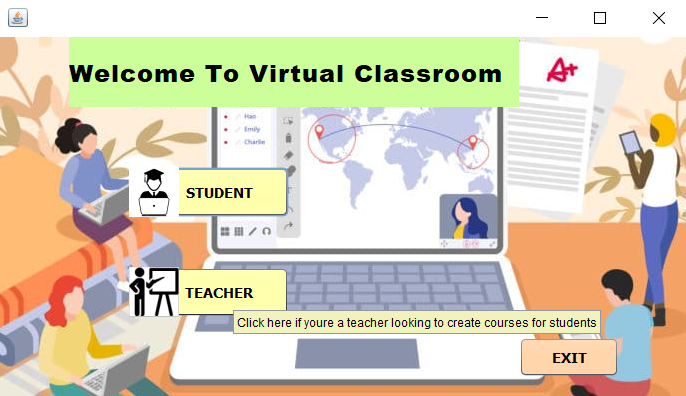 Welcome To Virtual Classroom
A+
Hao
Emily
Charlie
STUDENT
TEACHER
Click here if youre a teacher looking to create courses for students
EXIT